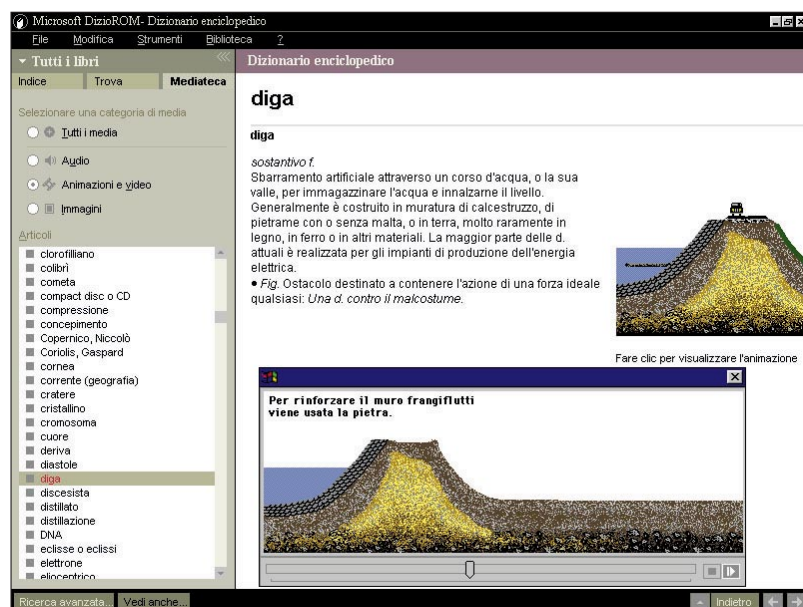 Microsoft DizioROM- Dizionario enciclopedico
File Modifica Strumenti Biblioteca ?
Tutti i libri
Indice Trova Mediateca
Selezionare una categoria di media
Tutti i media
Audio
Animazioni e video
Immagini
Articoli
clorofilliano
colibrì
cometa
compact disc o CD
compressione
concepimento
Copernico, Niccolò
Coriolis, Gaspard
cornea
corrente (geografia)
cratere
cristallino
cromosoma
cuore
deriva
diastole
diga
discesista
distillato
distillazione
DNA
eclisse o eclissi
elettrone
eliocentrico
Dizionario enciclopedico
diga
diga
sostantivo f.
Sbarramento artificiale attraverso un corso d'acqua, o la sua
valle, per immagazzinare l'acqua e innalzarne il livello.
Generalmente è costruito in muratura di calcestruzzo, di
pietrame con o senza malta, o in terra, molto raramente in
legno, in ferro o in altri materiali. La maggior parte delle d.
attuali è realizzata per gli impianti di produzione dell'energia
elettrica.
• Fig. Ostacolo destinato a contenere l'azione di una forza ideale
qualsiasi: Una d. contro il malcostume.
Fare clic per visualizzare l'animazione
Per rinforzare il muro frangiflutti
viene usata la pietra.
Ricerca avanzata... Vedi anche... Indietro